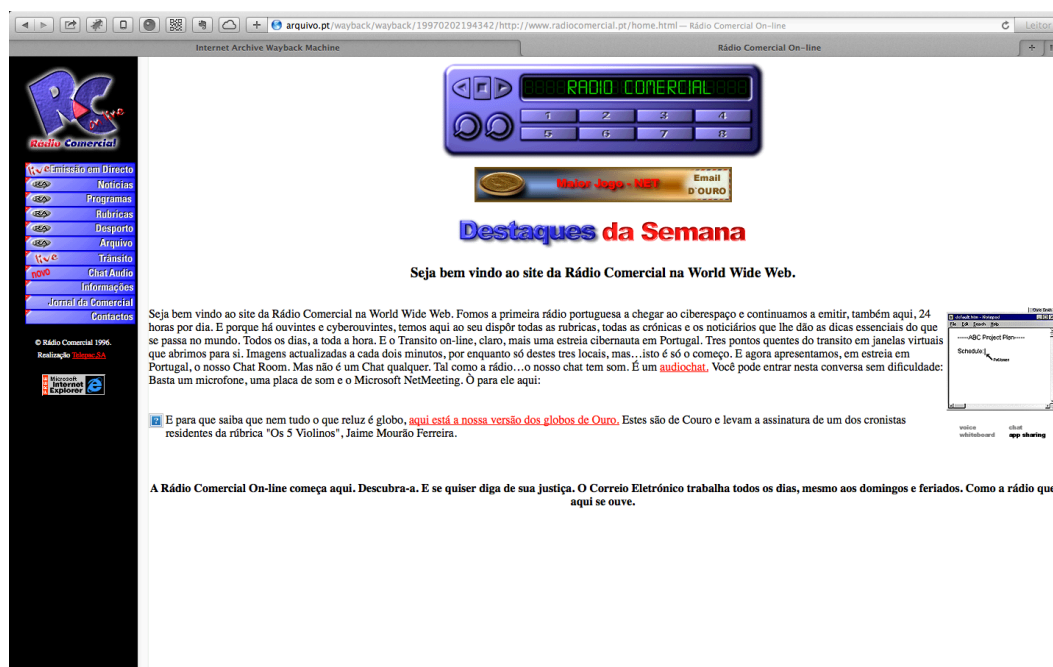 arquivo.pt/wayback/wayback/19970202194342/http://www.radiocomercial.pt/home.html — Rádio Comercial On-line
Leitor
Internet Archive Wayback Machine
Rádio Comercial On-line
RC
on live
Radio Comercial
RADIO COMERCIAL
1 2 3 4
5 6 7 8
live Emissão em Directo
Notícias
Programas
Rubricas
Desporto
Arquivo
live Trânsito
novo Chat Audio
Informações
Jornal da Comercial
Contactos
© Rádio Comercial 1996.
Realização Telepac,SA
Microsoft
Internet
Explorer
Maior Jogo - NET
Email
D'OURO
Destaques da Semana
Seja bem vindo ao site da Rádio Comercial na World Wide Web.
Seja bem vindo ao site da Rádio Comercial na World Wide Web. Fomos a primeira rádio portuguesa a chegar ao ciberespaço e continuamos a emitir, também aqui, 24
horas por dia. E porque há ouvintes e cyberouvintes, temos aqui ao seu dispôr todas as rubricas, todas as crónicas e os noticiários que lhe dão as dicas essenciais do que
se passa no mundo. Todos os dias, a toda a hora. E o Transito on-line, claro, mais uma estreia cibernauta em Portugal. Tres pontos quentes do transito em janelas virtuais
que abrimos para si. Imagens actualizadas a cada dois minutos, por enquanto só destes tres locais, mas…isto é só o começo. E agora apresentamos, em estreia em
Portugal, o nosso Chat Room. Mas não é um Chat qualquer. Tal como a rádio…o nosso chat tem som. É um audiochat. Você pode entrar nesta conversa sem dificuldade:
Basta um microfone, uma placa de som e o Microsoft NetMeeting. Ò para ele aqui:
default.htm - Notepad
File Edit Search Help
-----ABC Project Plan-----
Schedule:
voice chat
whiteboard app sharing
E para que saiba que nem tudo o que reluz é globo, aqui está a nossa versão dos globos de Ouro. Estes são de Couro e levam a assinatura de um dos cronistas
residentes da rúbrica "Os 5 Violinos", Jaime Mourão Ferreira.
A Rádio Comercial On-line começa aqui. Descubra-a. E se quiser diga de sua justiça. O Correio Eletrónico trabalha todos os dias, mesmo aos domingos e feriados. Como a rádio que
aqui se ouve.